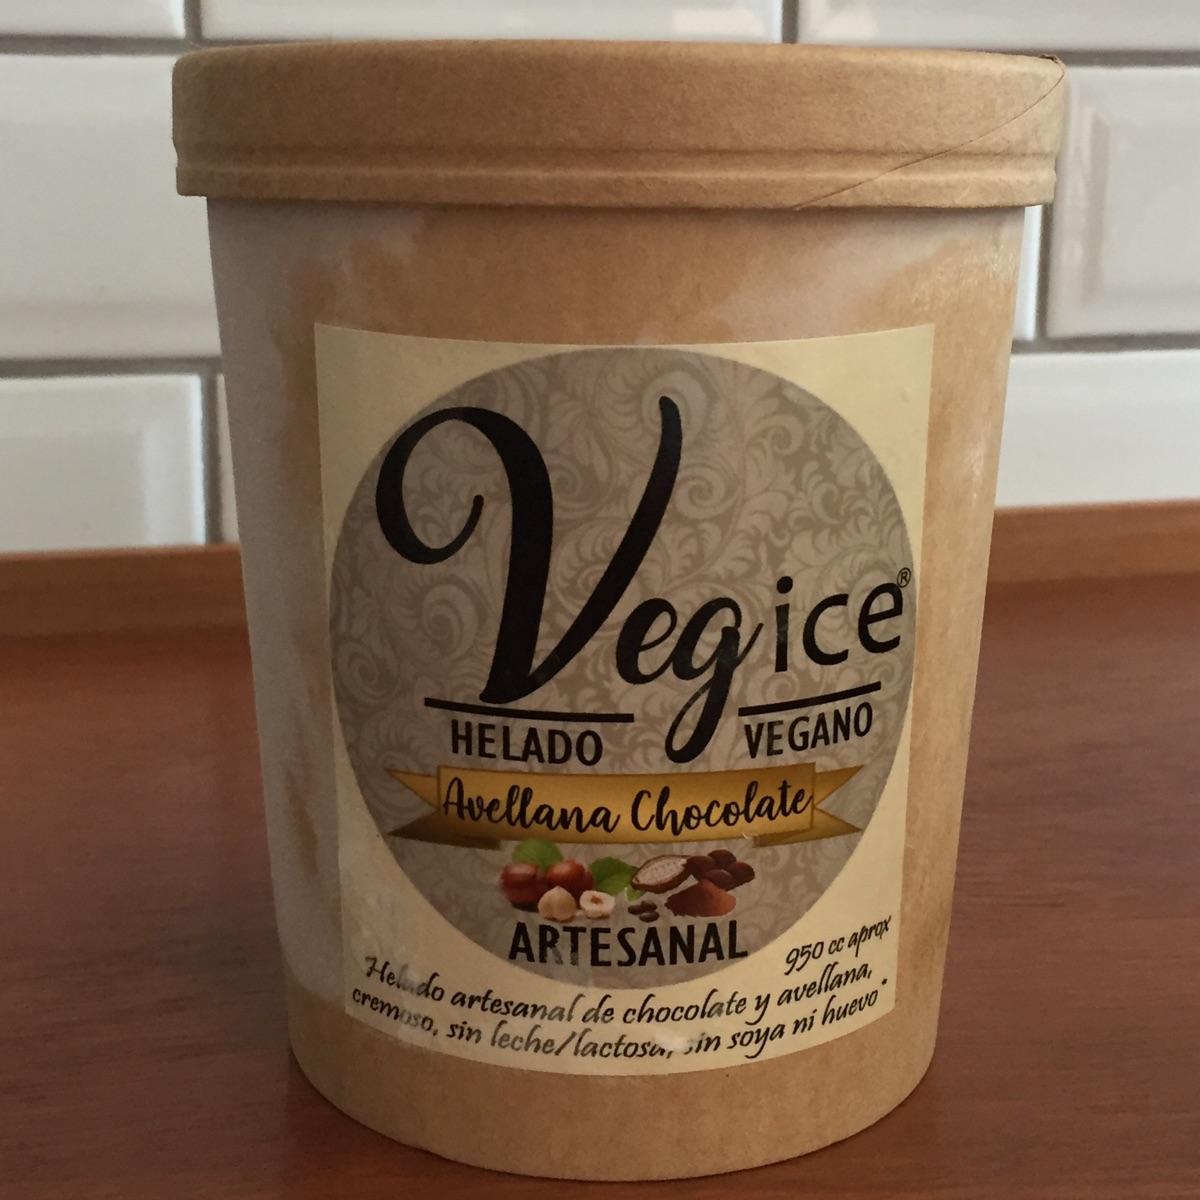 Veg ice®
HELADO VEGANO
Avellana Chocolate
ARTESANAL
950 cc aprox
Helado artesanal de chocolate y avellana,
cremoso, sin leche/lactosa, sin soya ni huevo*